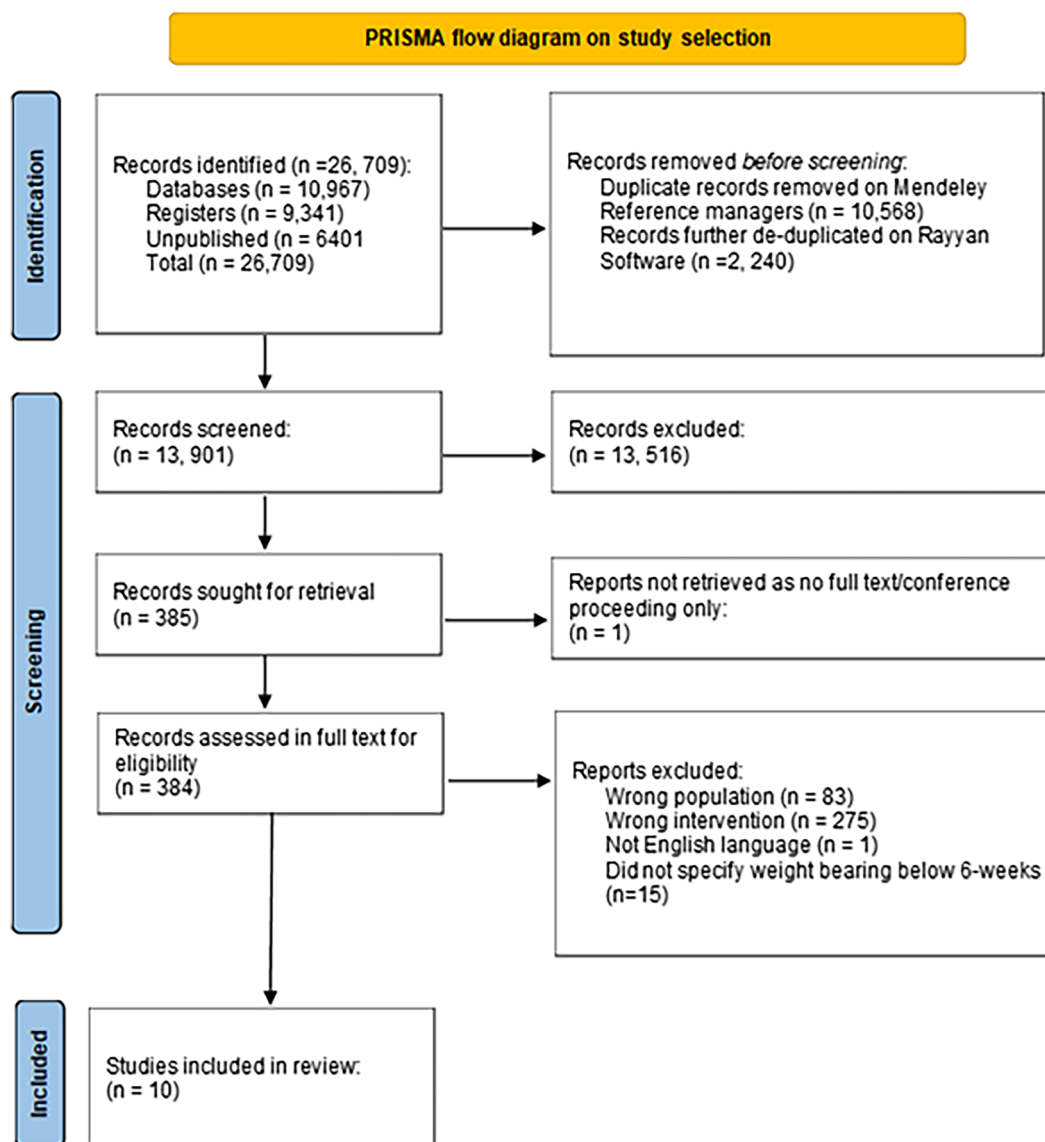 PRISMA flow diagram on study selection
Identification
Records identified (n =26, 709):
Databases (n = 10,967)
Registers (n = 9,341)
Unpublished (n = 6401
Total (n = 26,709)
Records removed before screening:
Duplicate records removed on Mendeley
Reference managers (n = 10,568)
Records further de-duplicated on Rayyan
Software (n =2, 240)
Screening
Records screened:
(n = 13, 901)
Records excluded:
(n = 13, 516)
Records sought for retrieval
(n = 385)
Reports not retrieved as no full text/conference
proceeding only:
(n = 1)
Records assessed in full text for
eligibility
(n = 384)
Reports excluded:
Wrong population (n = 83)
Wrong intervention (n = 275)
Not English language (n = 1)
Did not specify weight bearing below 6-weeks
(n=15)
Included
Studies included in review:
(n = 10)